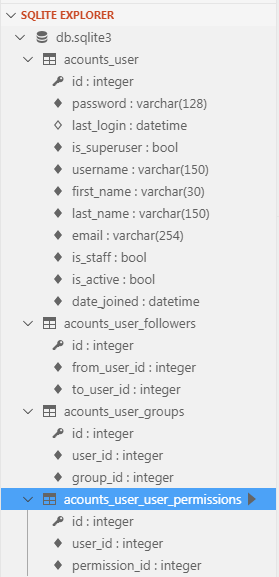 SQLITE EXPLORER
db.sqlite3
acounts_user
id : integer
password : varchar(128)
last_login : datetime
is_superuser : bool
username : varchar(150)
first_name : varchar(30)
last_name : varchar(150)
email : varchar(254)
is_staff : bool
is_active : bool
date_joined : datetime
acounts_user_followers
id : integer
from_user_id : integer
to_user_id : integer
acounts_user_groups
id : integer
user_id : integer
group_id : integer
acounts_user_user_permissions
id : integer
user_id : integer
permission_id : integer